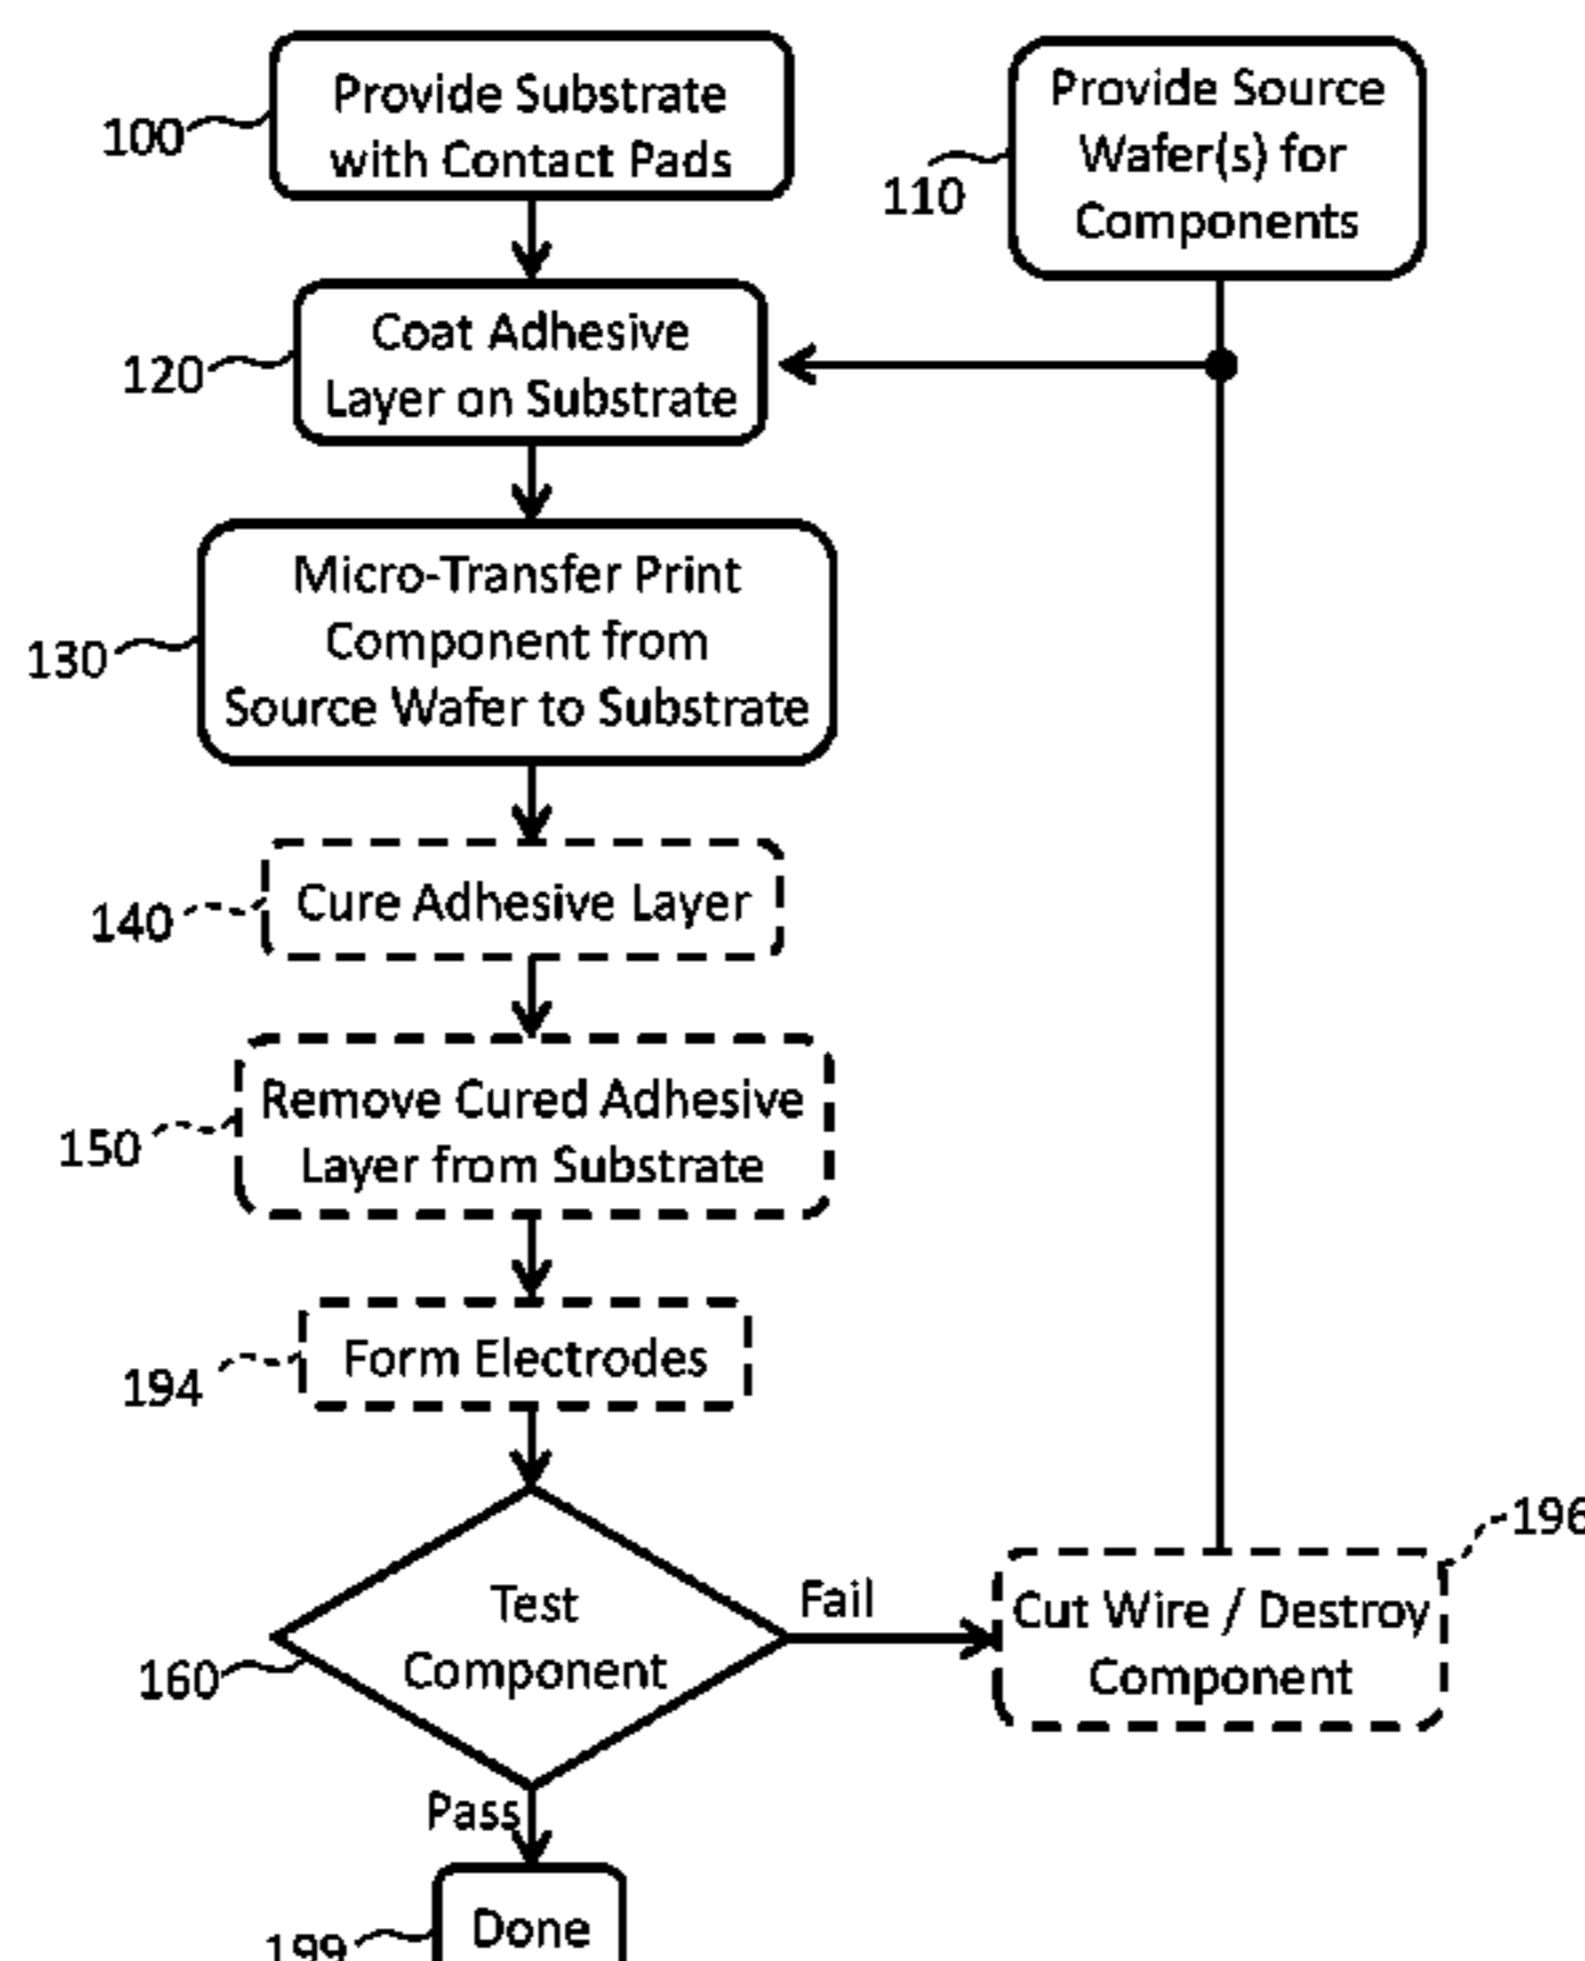 Provide Substrate
with Contact Pads
100
Provide Source
Wafer(s) for
Components
110
Coat Adhesive
Layer on Substrate
120
Micro-Transfer Print
Component from
Source Wafer to Substrate
130
Cure Adhesive Layer
140
Remove Cured Adhesive
Layer from Substrate
150
Form Electrodes
194
Test
Component
160
Fail
Cut Wire / Destroy
Component
196
Pass
Done
199